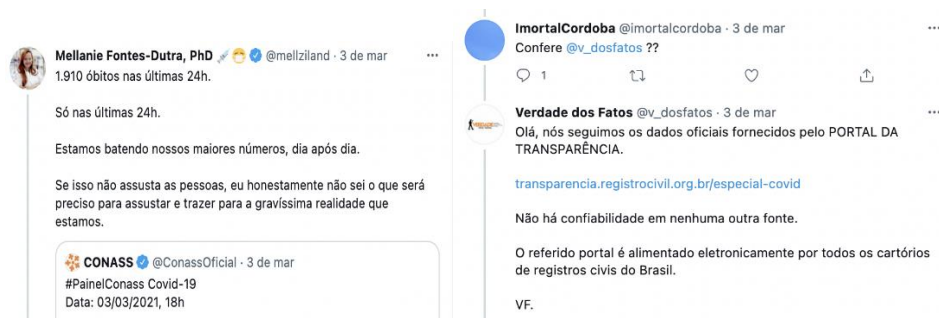 Mellanie Fontes-Dutra, PhD @mellziland · 3 de mar
1.910 óbitos nas últimas 24h.
Só nas últimas 24h.
Estamos batendo nossos maiores números, dia após dia.
Se isso não assusta as pessoas, eu honestamente não sei o que será
preciso para assustar e trazer para a gravíssima realidade que
estamos.
CONASS @ConassOficial · 3 de mar
#PainelConass Covid-19
Data: 03/03/2021, 18h
ImortalCordoba @imortalcordoba · 3 de mar
Confere @v_dosfatos ??
1
Verdade dos Fatos @v_dosfatos · 3 de mar
Olá, nós seguimos os dados oficiais fornecidos pelo PORTAL DA
TRANSPARÊNCIA.
transparencia.registrocivil.org.br/especial-covid
Não há confiabilidade em nenhuma outra fonte.
O referido portal é alimentado eletronicamente por todos os cartórios
de registros civis do Brasil.
VF.